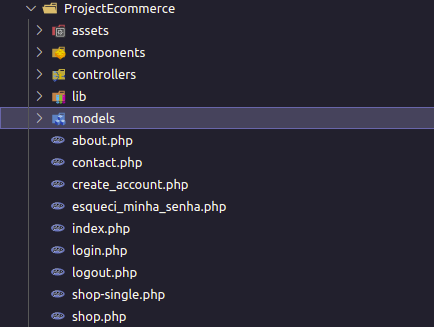 ProjectEcommerce
assets
components
controllers
lib
models
about.php
contact.php
create_account.php
esqueci_minha_senha.php
index.php
login.php
logout.php
shop-single.php
shop.php